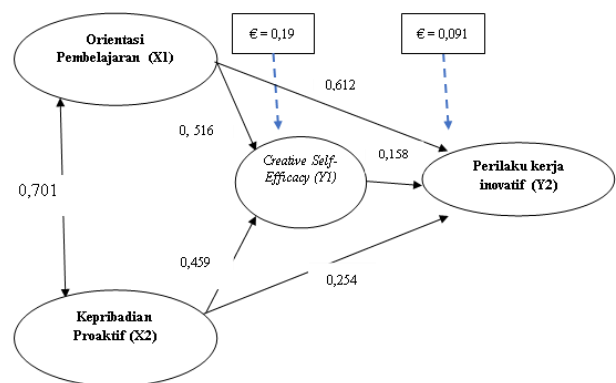 Orientasi
Pembelajaran (X1)
€ = 0,19
€ = 0,091
0,612
0, 516
Creative Self-
Efficacy (Y1)
0,158
Perilaku kerja
inovatif (Y2)
0,701
0,459
0,254
Kepribadian
Proaktif (X2)